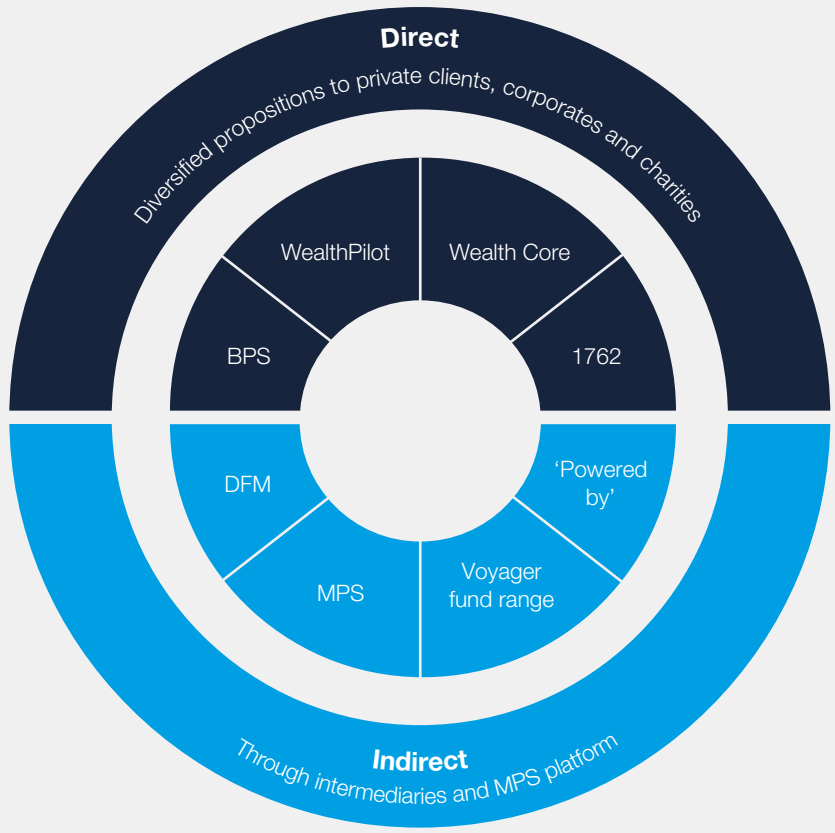 Direct
Diversified propositions to private clients, corporates and charities
WealthPilot
Wealth Core
BPS
1762
DFM
‘Powered
by’
MPS
Voyager
fund range
Indirect
Through intermediaries and MPS platform